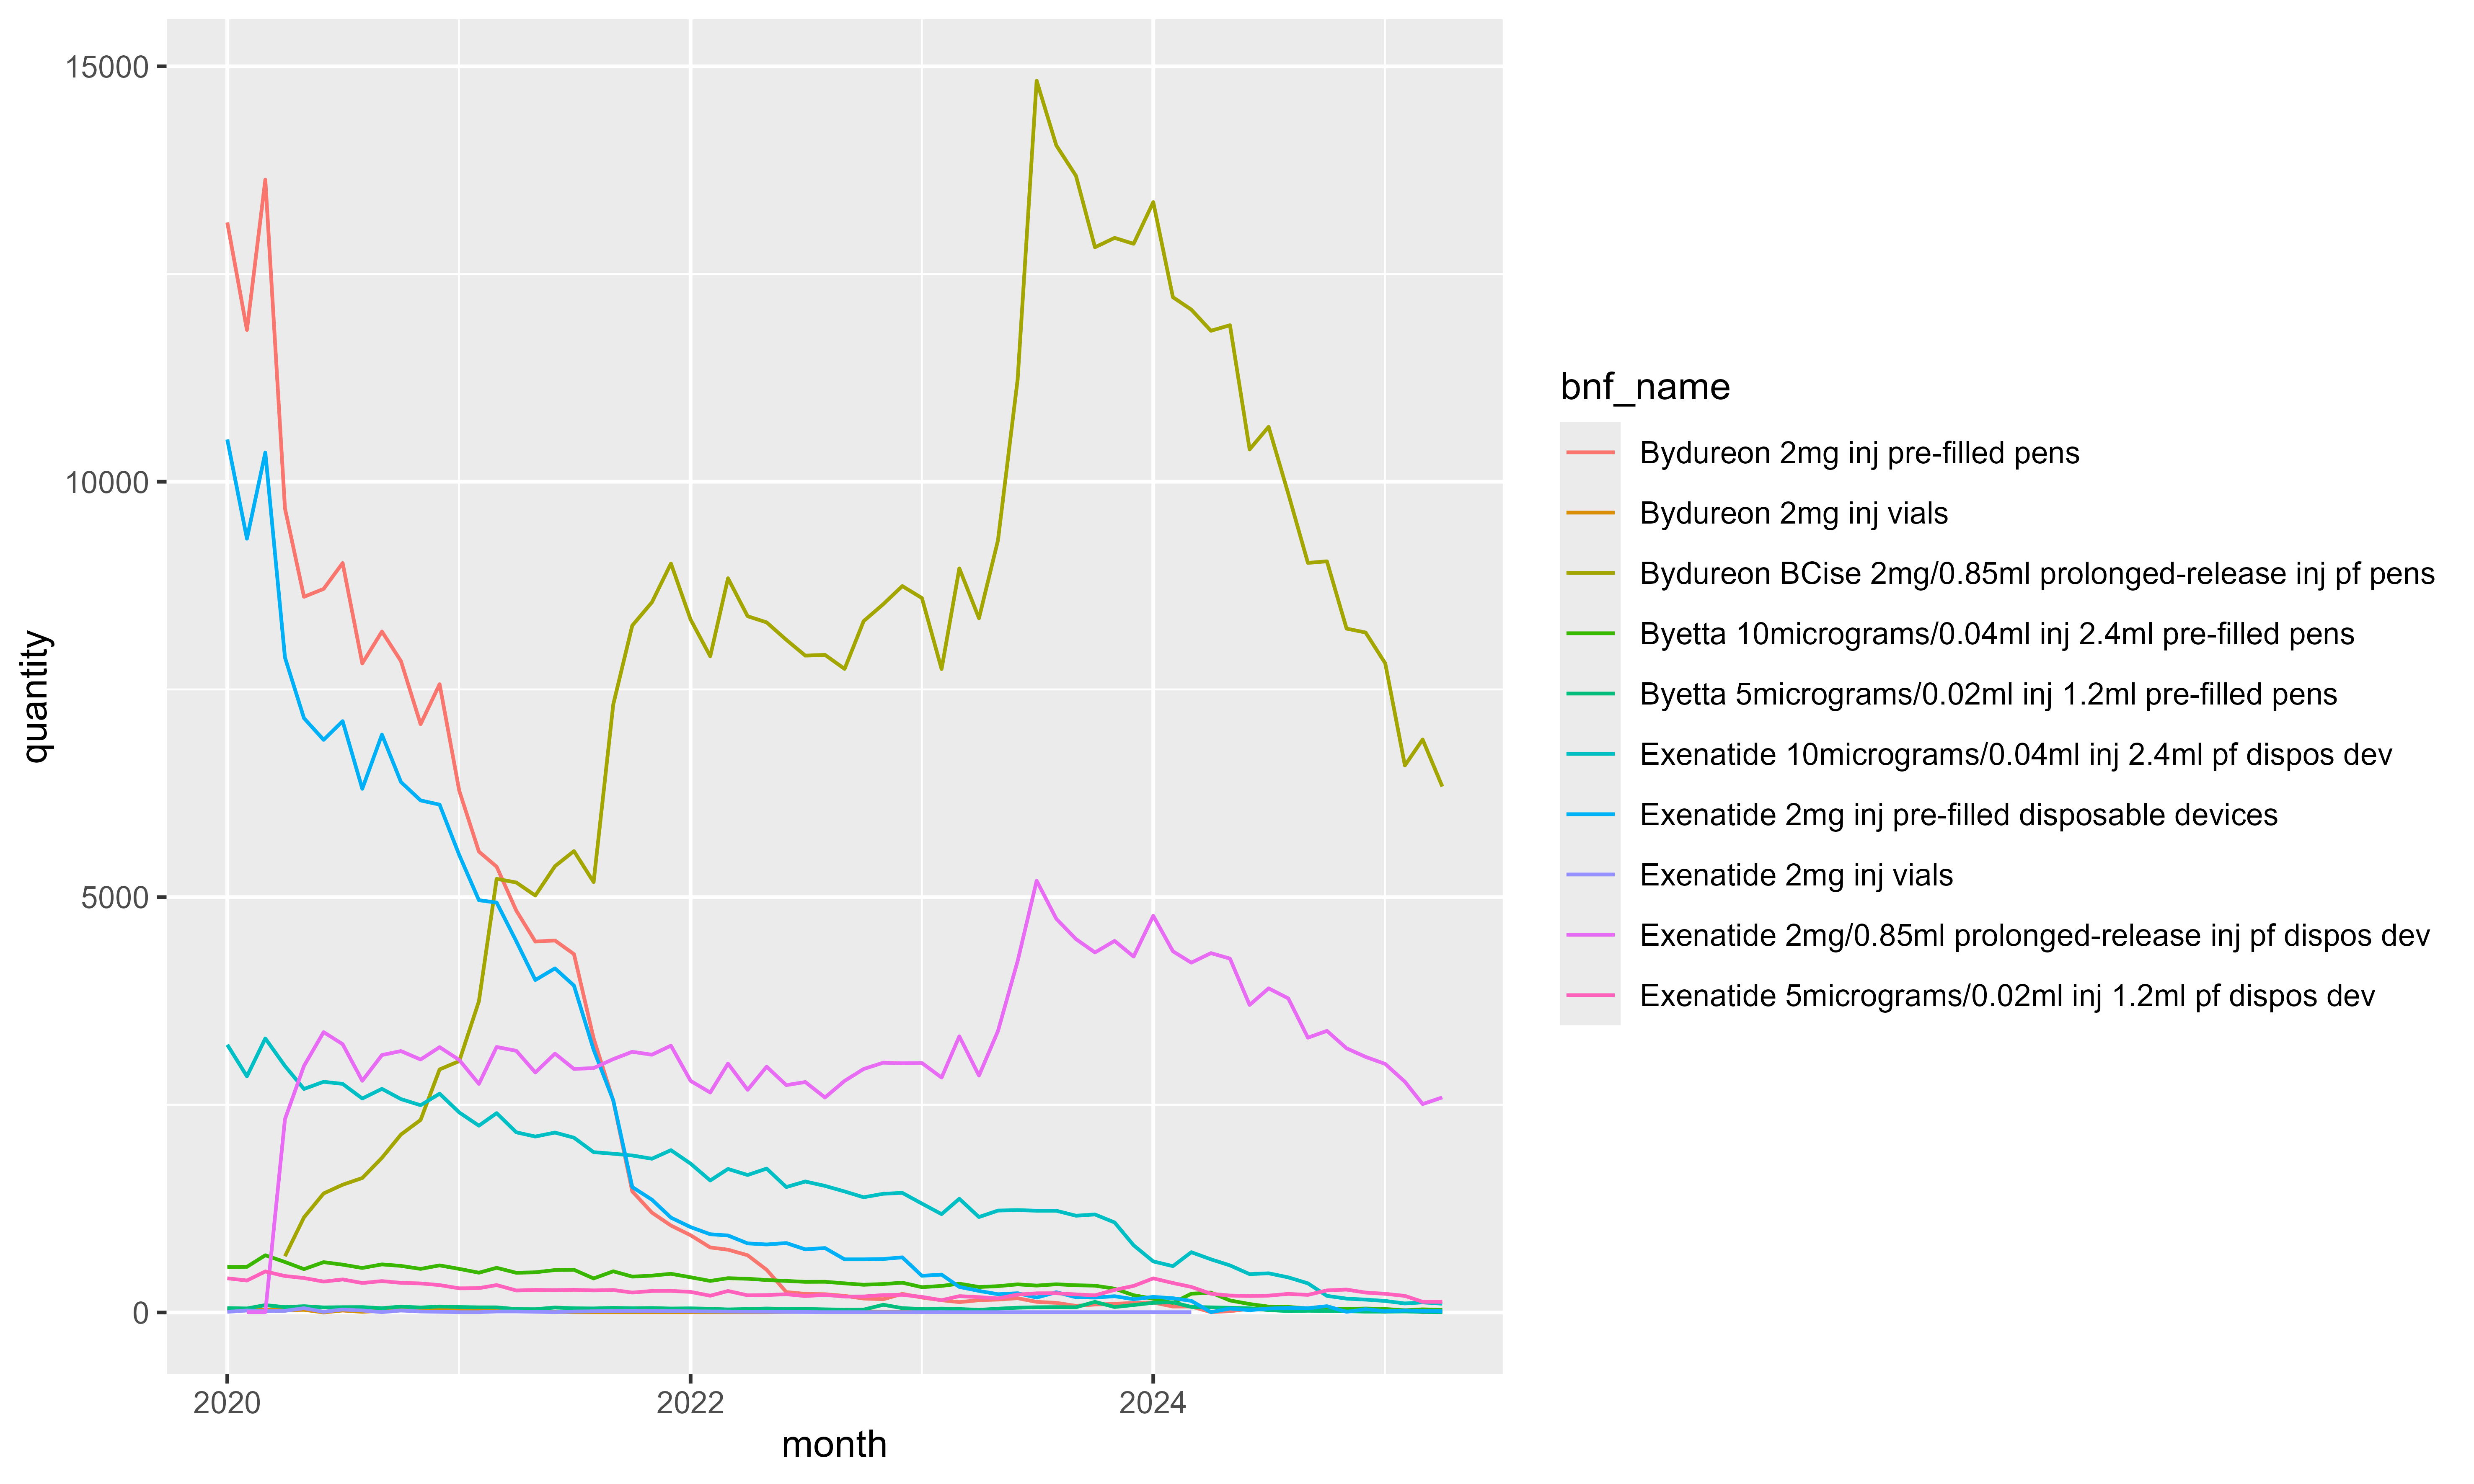 15000
10000
5000
0
quantity
2020
2022
2024
month
bnf_name
Bydureon 2mg inj pre-filled pens
Bydureon 2mg inj vials
Bydureon BCise 2mg/0.85ml prolonged-release inj pf pens
Byetta 10micrograms/0.04ml inj 2.4ml pre-filled pens
Byetta 5micrograms/0.02ml inj 1.2ml pre-filled pens
Exenatide 10micrograms/0.04ml inj 2.4ml pf dispos dev
Exenatide 2mg inj pre-filled disposable devices
Exenatide 2mg inj vials
Exenatide 2mg/0.85ml prolonged-release inj pf dispos dev
Exenatide 5micrograms/0.02ml inj 1.2ml pf dispos dev